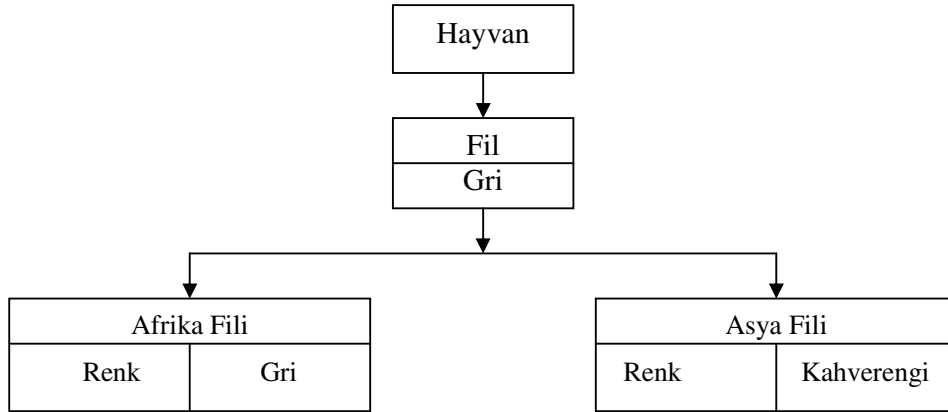 Hayvan
Fil
Gri
Afrika Fili
Renk Gri
Asya Fili
Renk Kahverengi